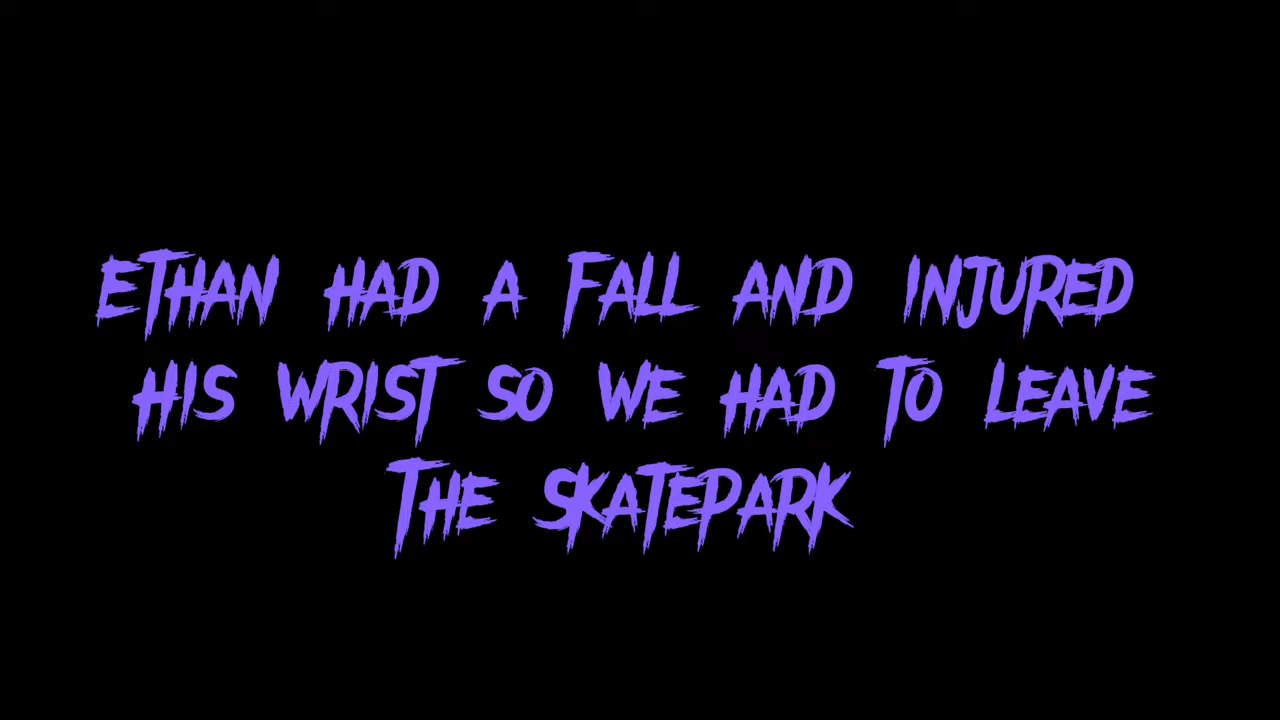 ETHAN HAD A FALL AND INJURED
HIS WRIST SO WE HAD TO LEAVE
THE SKATEPARK